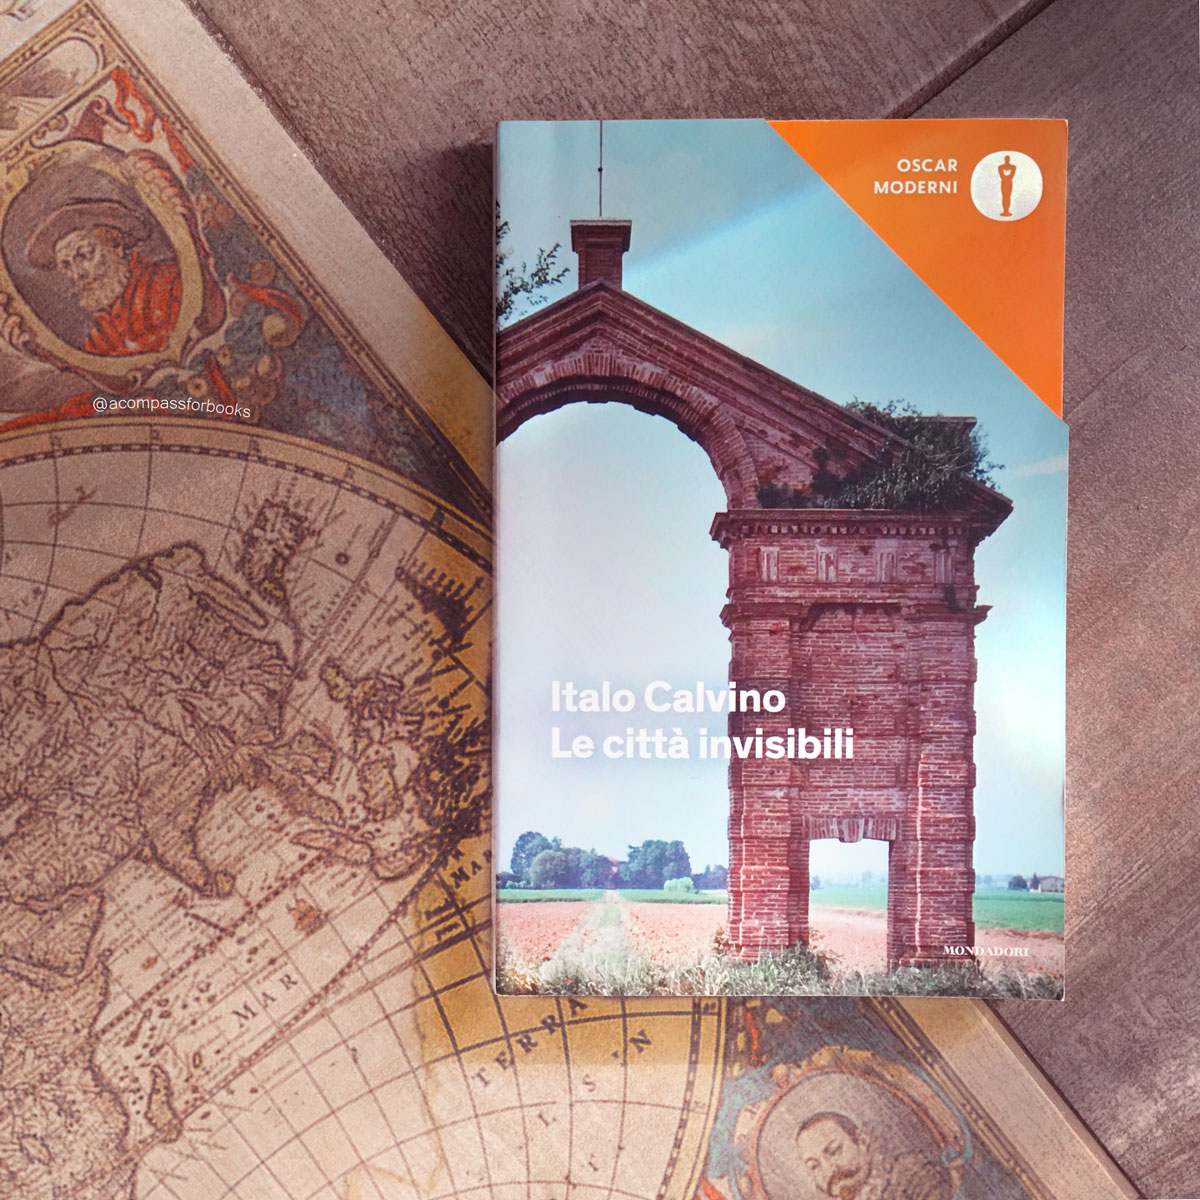 OSCAR
MODERNI
@acompassforbooks
Italo Calvino
Le città invisibili
MONDADORI
MAR
TERRA